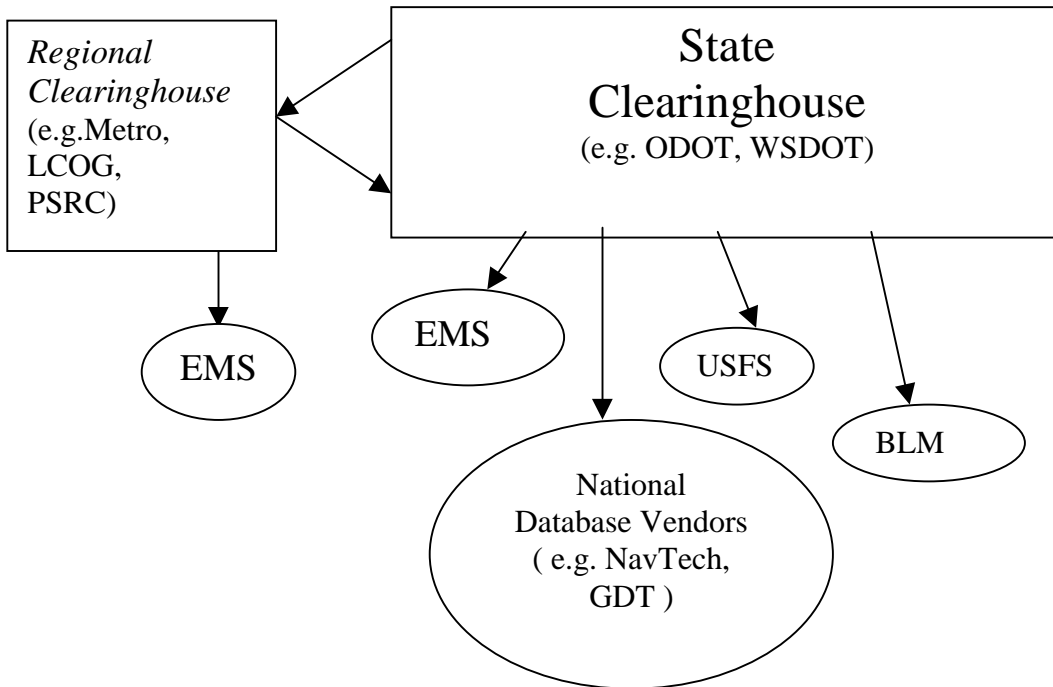 Regional
Clearinghouse
(e.g.Metro,
LCOG,
PSRC)
State
Clearinghouse
(e.g. ODOT, WSDOT)
EMS
EMS
USFS
BLM
National
Database Vendors
( e.g. NavTech,
GDT )